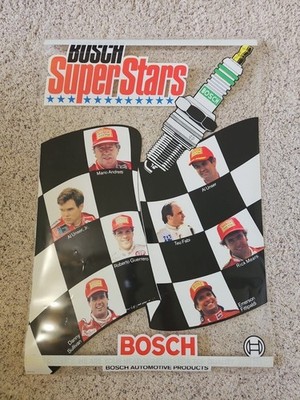 BOSCH
SuperStars
BOSCH
Mario Andretti
Al Unser
Al Unser, Jr.
Teo Fabi
Roberto Guerrero
Rick Mears
Danny
Sullivan
Emerson
Fittipaldi
BOSCH
BOSCH AUTOMOTIVE PRODUCTS